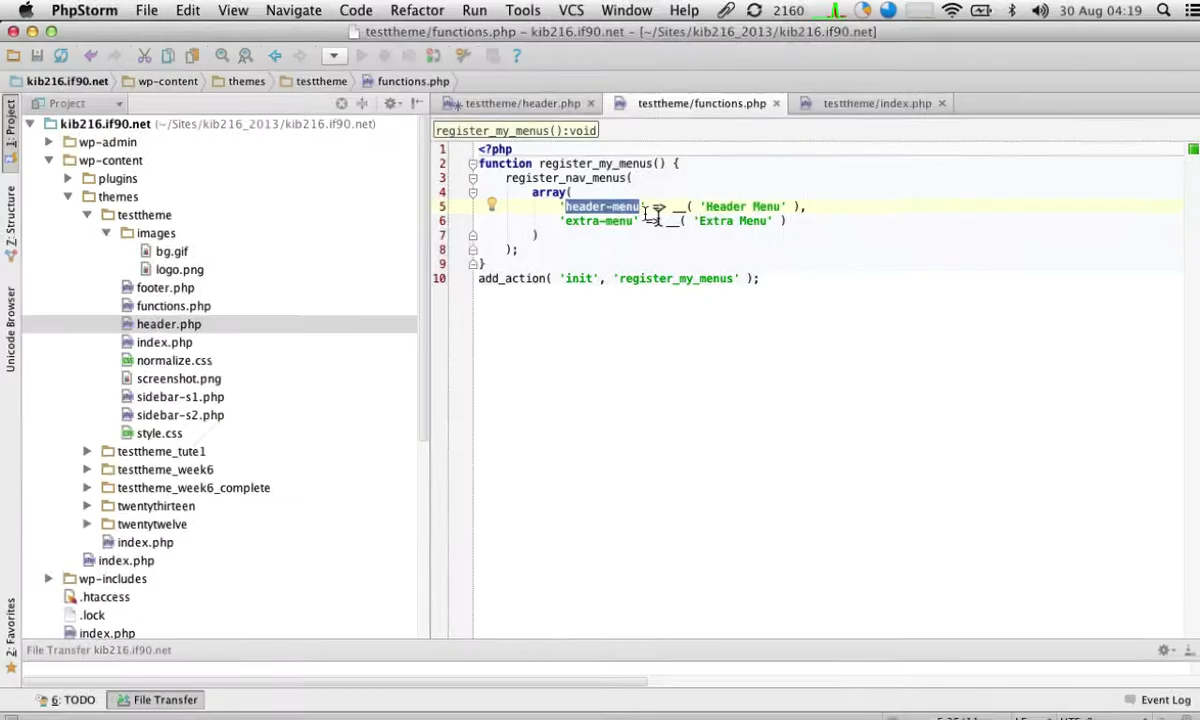 PhpStorm File Edit View Navigate Code Refactor Run Tools VCS Window Help 2160 30 Aug 04:19
testtheme/functions.php - kib216.if90.net - [~/Sites/kib216_2013/kib216.if90.net]
kib216.if90.net wp-content themes testtheme functions.php
1: Project
Z: Structure
Unicode Browser
2: Favorites
Project
kib216.if90.net (~/Sites/kib216_2013/kib216.if90.net)
wp-admin
wp-content
plugins
themes
testtheme
images
bg.gif
logo.png
footer.php
functions.php
header.php
index.php
normalize.css
screenshot.png
sidebar-s1.php
sidebar-s2.php
style.css
testtheme_tute1
testtheme_week6
testtheme_week6_complete
twentythirteen
twentytwelve
index.php
index.php
wp-includes
.htaccess
.lock
index.php
testtheme/header.php testtheme/functions.php testtheme/index.php
register_my_menus():void
1 <?php
2 function register_my_menus() {
3 register_nav_menus(
4 array(
5 'header-menu' => __( 'Header Menu' ),
6 'extra-menu' => __( 'Extra Menu' )
7 )
8 );
9 }
10 add_action( 'init', 'register_my_menus' );
File Transfer kib216.if90.net
6: TODO File Transfer Event Log